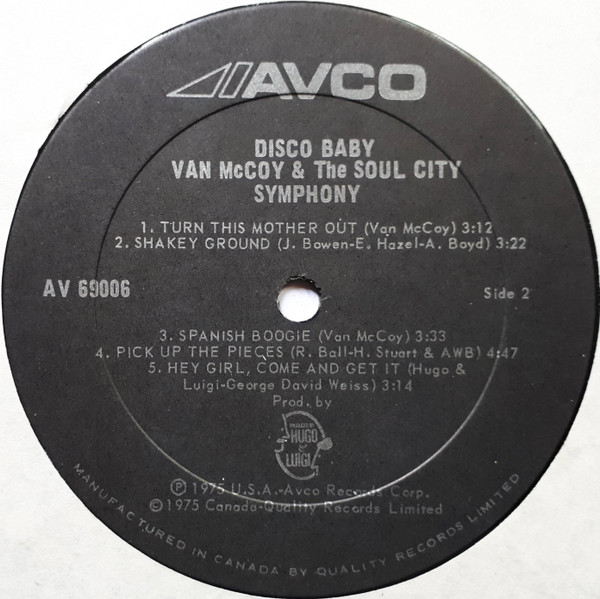 AVCO
DISCO BABY
VAN McCOY & The SOUL CITY
SYMPHONY
1. TURN THIS MOTHER OUT (Van McCoy) 3:12
2. SHAKEY GROUND (J. Bowen-E. Hazel-A. Boyd) 3:22
AV 69006
Side 2
3. SPANISH BOOGIE (Van McCoy) 3:33
4. PICK UP THE PIECES (R. Ball-H. Stuart & AWB) 4:47
5. HEY GIRL, COME AND GET IT (Hugo &
Luigi-George David Weiss) 3:14
Prod. by
PRODUCED BY
HUGO
&
LUIGI
Ⓟ 1975 U.S.A.-Avco Records Corp.
© 1975 Canada-Quality Records Limited
MANUFACTURED IN CANADA BY QUALITY RECORDS LIMITED